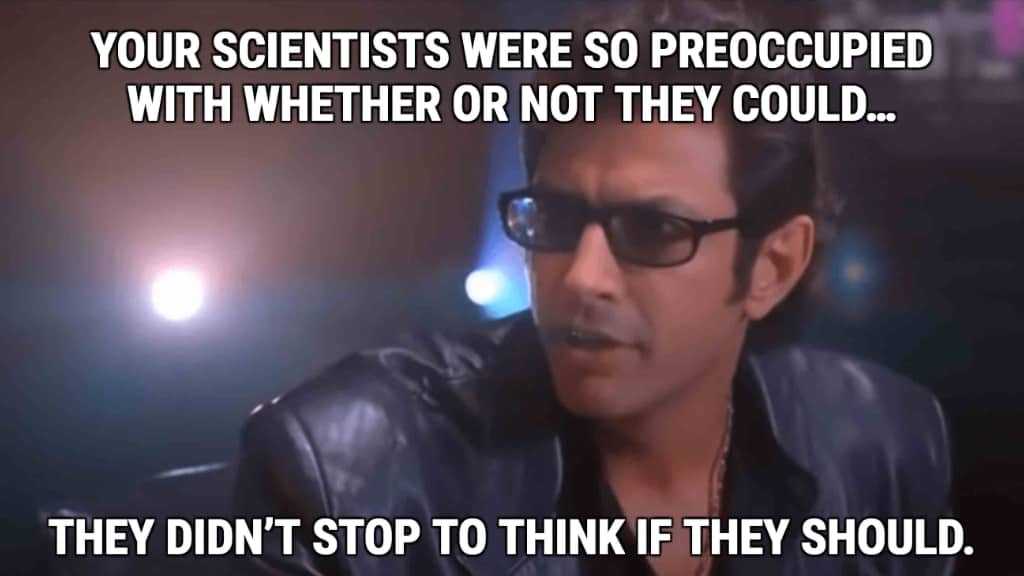 YOUR SCIENTISTS WERE SO PREOCCUPIED
WITH WHETHER OR NOT THEY COULD...
THEY DIDN'T STOP TO THINK IF THEY SHOULD.